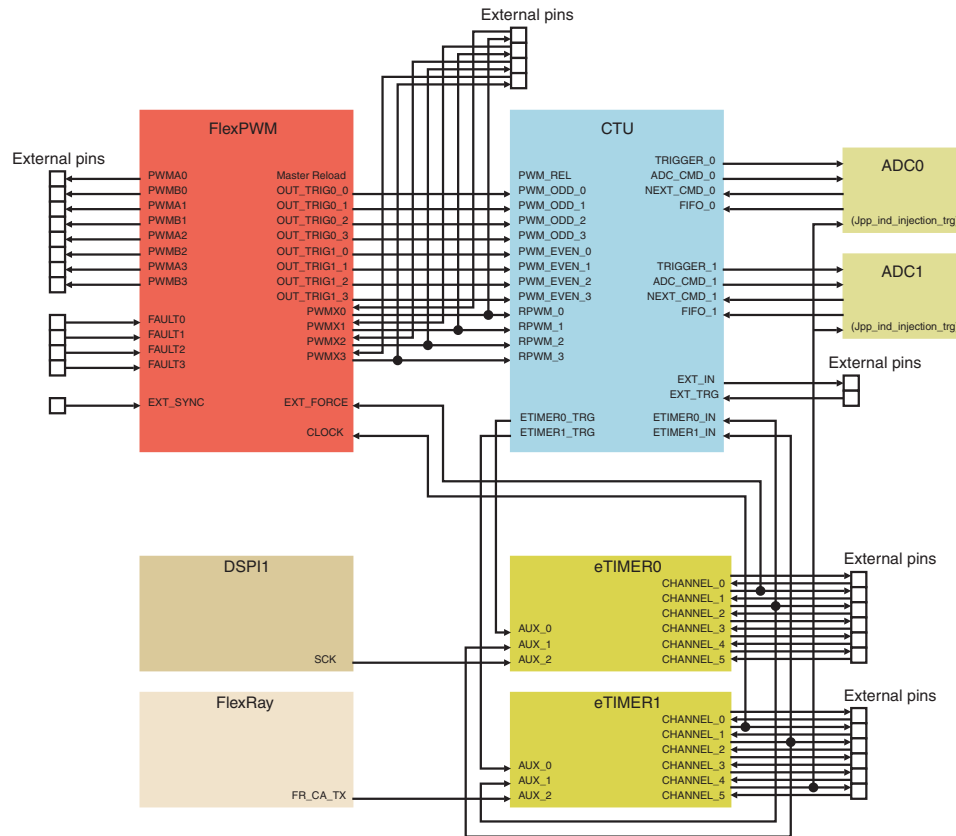 External pins
FlexPWM
External pins
PWMA0
PWMB0
PWMA1
PWMB1
PWMA2
PWMB2
PWMA3
PWMB3
FAULT0
FAULT1
FAULT2
FAULT3
EXT_SYNC
Master Reload
OUT_TRIG0_0
OUT_TRIG0_1
OUT_TRIG0_2
OUT_TRIG0_3
OUT_TRIG1_0
OUT_TRIG1_1
OUT_TRIG1_2
OUT_TRIG1_3
PWMX0
PWMX1
PWMX2
PWMX3
EXT_FORCE
CLOCK
CTU
PWM_REL
PWM_ODD_0
PWM_ODD_1
PWM_ODD_2
PWM_ODD_3
PWM_EVEN_0
PWM_EVEN_1
PWM_EVEN_2
PWM_EVEN_3
RPWM_0
RPWM_1
RPWM_2
RPWM_3
ETIMER0_TRG
ETIMER1_TRG
TRIGGER_0
ADC_CMD_0
NEXT_CMD_0
FIFO_0
TRIGGER_1
ADC_CMD_1
NEXT_CMD_1
FIFO_1
EXT_IN
EXT_TRG
ETIMER0_IN
ETIMER1_IN
ADC0
(Jpp_ind_injection_trg)
ADC1
(Jpp_ind_injection_trg)
External pins
DSPI1
SCK
eTIMER0
AUX_0
AUX_1
AUX_2
CHANNEL_0
CHANNEL_1
CHANNEL_2
CHANNEL_3
CHANNEL_4
CHANNEL_5
External pins
FlexRay
FR_CA_TX
eTIMER1
AUX_0
AUX_1
AUX_2
CHANNEL_0
CHANNEL_1
CHANNEL_2
CHANNEL_3
CHANNEL_4
CHANNEL_5
External pins